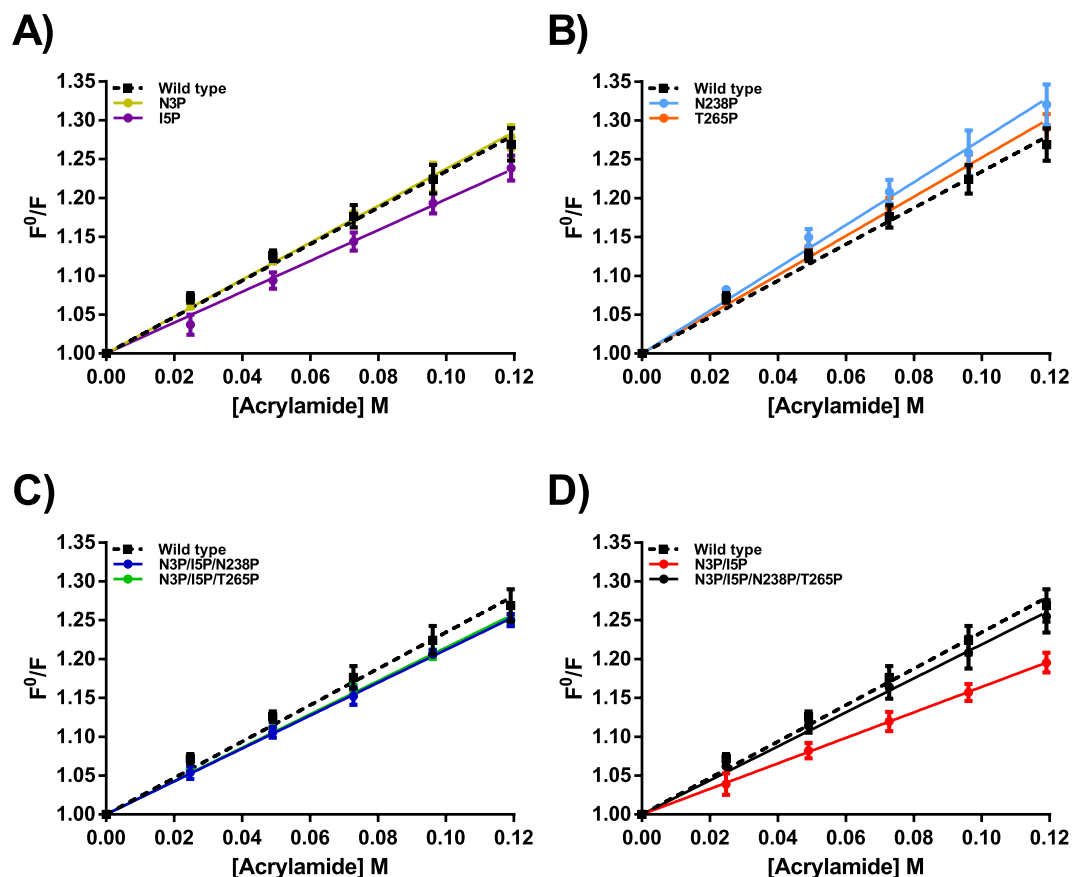 A)
F⁰/F
1.35
1.30
1.25
1.20
1.15
1.10
1.05
1.00
Wild type
N3P
I5P
0.00 0.02 0.04 0.06 0.08 0.10 0.12
[Acrylamide] M
B)
F⁰/F
1.35
1.30
1.25
1.20
1.15
1.10
1.05
1.00
Wild type
N238P
T265P
0.00 0.02 0.04 0.06 0.08 0.10 0.12
[Acrylamide] M
C)
F⁰/F
1.35
1.30
1.25
1.20
1.15
1.10
1.05
1.00
Wild type
N3P/I5P/N238P
N3P/I5P/T265P
0.00 0.02 0.04 0.06 0.08 0.10 0.12
[Acrylamide] M
D)
F⁰/F
1.35
1.30
1.25
1.20
1.15
1.10
1.05
1.00
Wild type
N3P/I5P
N3P/I5P/N238P/T265P
0.00 0.02 0.04 0.06 0.08 0.10 0.12
[Acrylamide] M